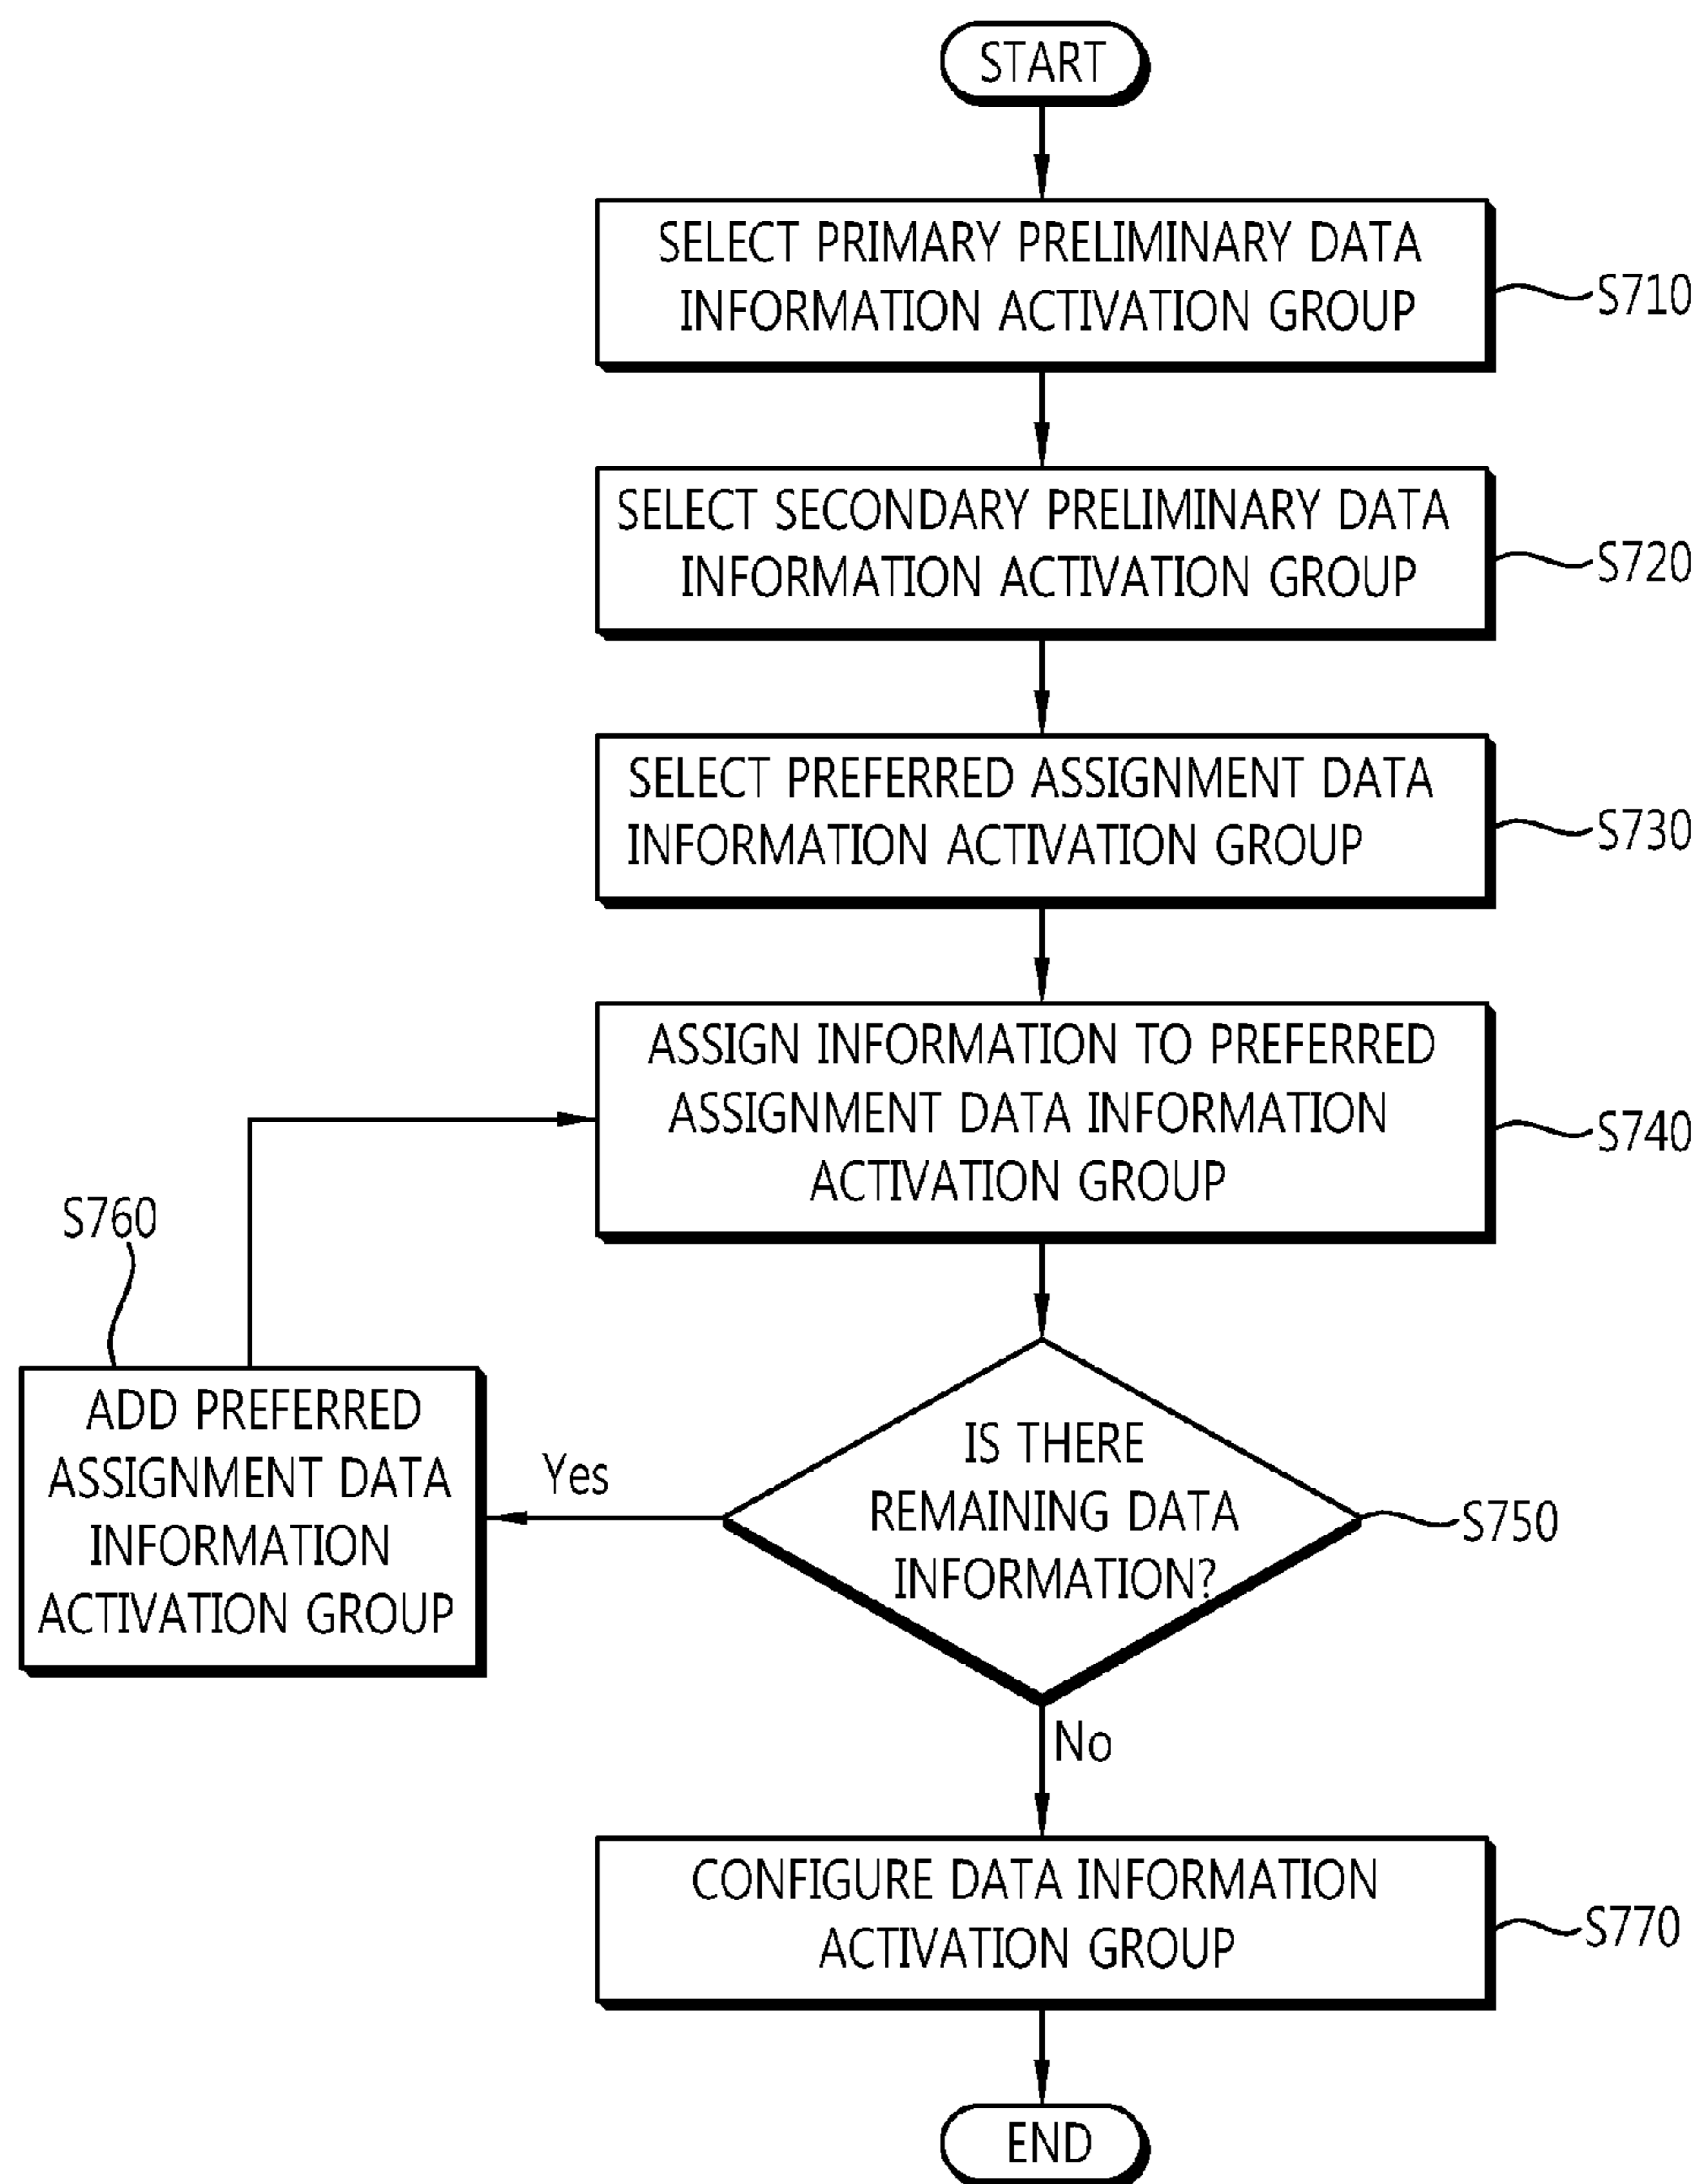 START
SELECT PRIMARY PRELIMINARY DATA
INFORMATION ACTIVATION GROUP
S710
SELECT SECONDARY PRELIMINARY DATA
INFORMATION ACTIVATION GROUP
S720
SELECT PREFERRED ASSIGNMENT DATA
INFORMATION ACTIVATION GROUP
S730
ASSIGN INFORMATION TO PREFERRED
ASSIGNMENT DATA INFORMATION
ACTIVATION GROUP
S740
S760
ADD PREFERRED
ASSIGNMENT DATA
INFORMATION
ACTIVATION GROUP
Yes
IS THERE
REMAINING DATA
INFORMATION?
S750
No
CONFIGURE DATA INFORMATION
ACTIVATION GROUP
S770
END